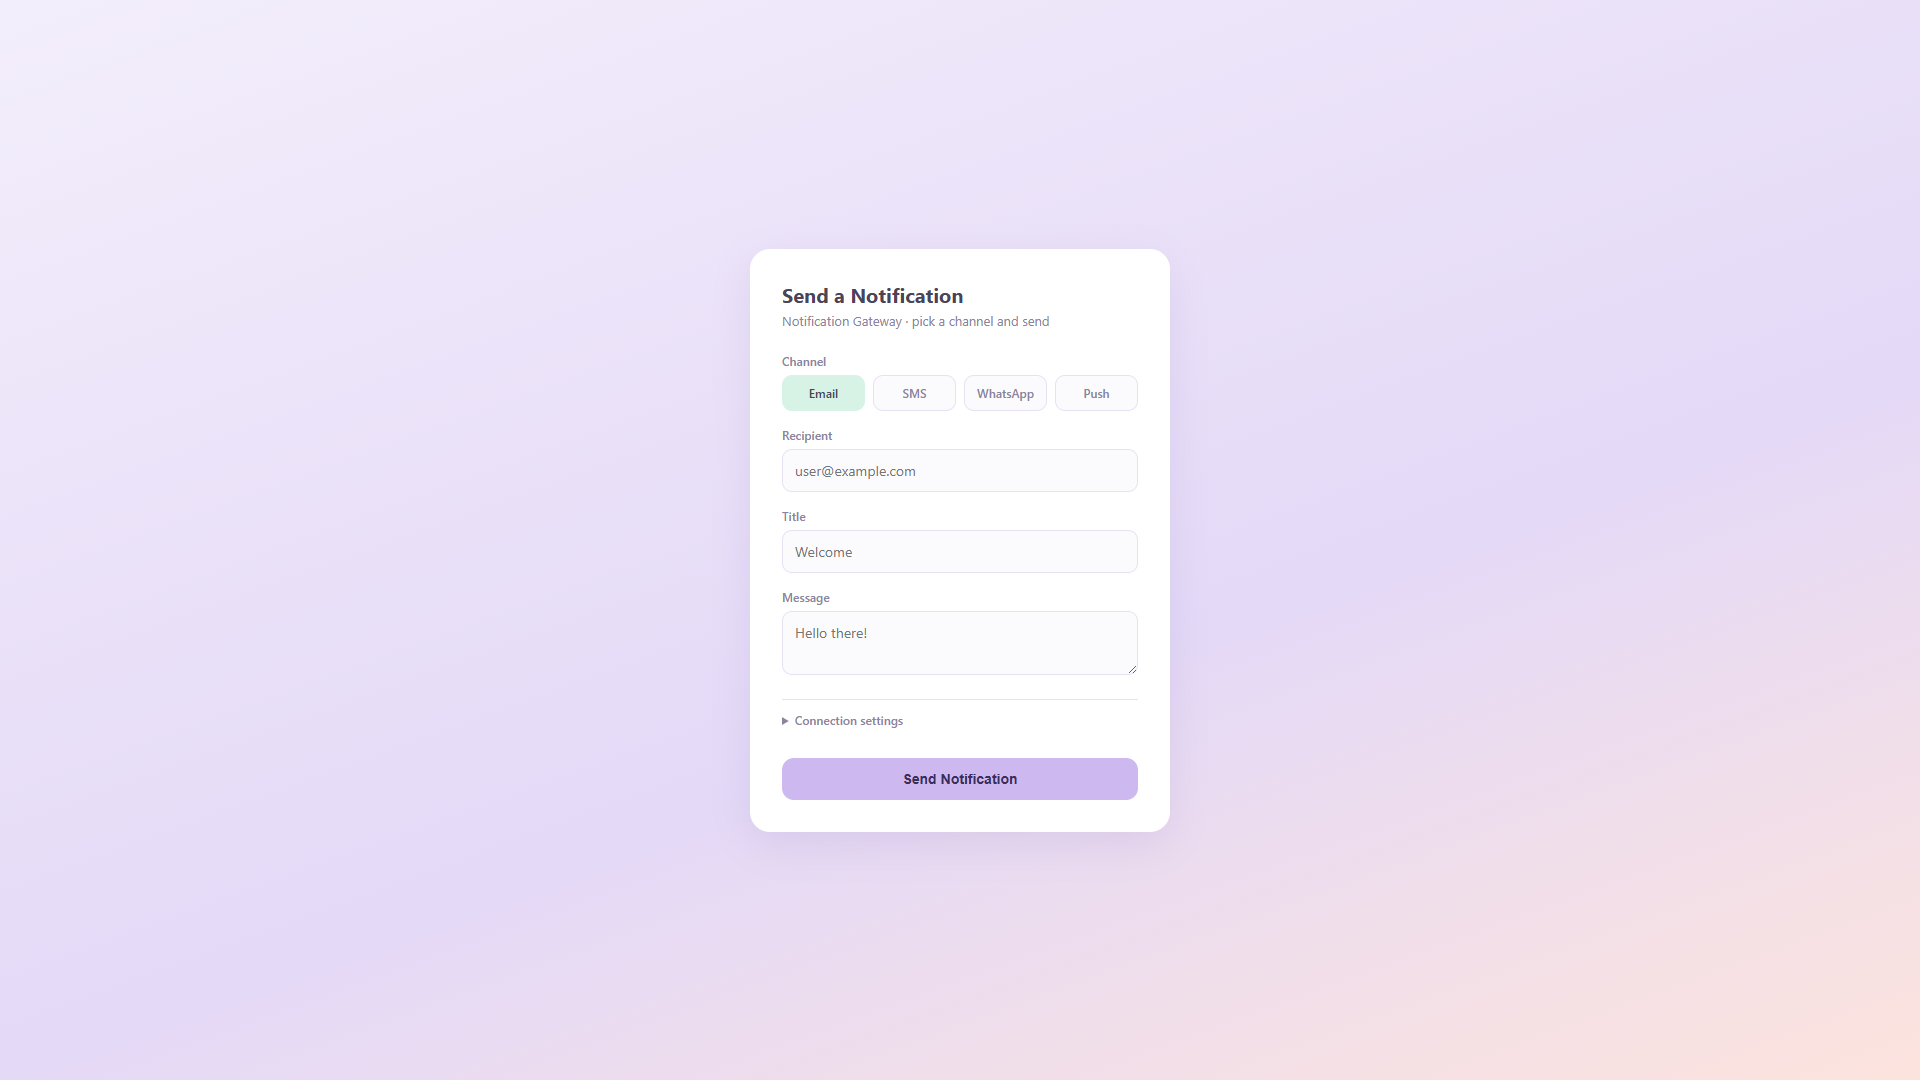 Send a Notification
Notification Gateway · pick a channel and send
Channel
Email SMS WhatsApp Push
Recipient
user@example.com
Title
Welcome
Message
Hello there!
Connection settings
Send Notification